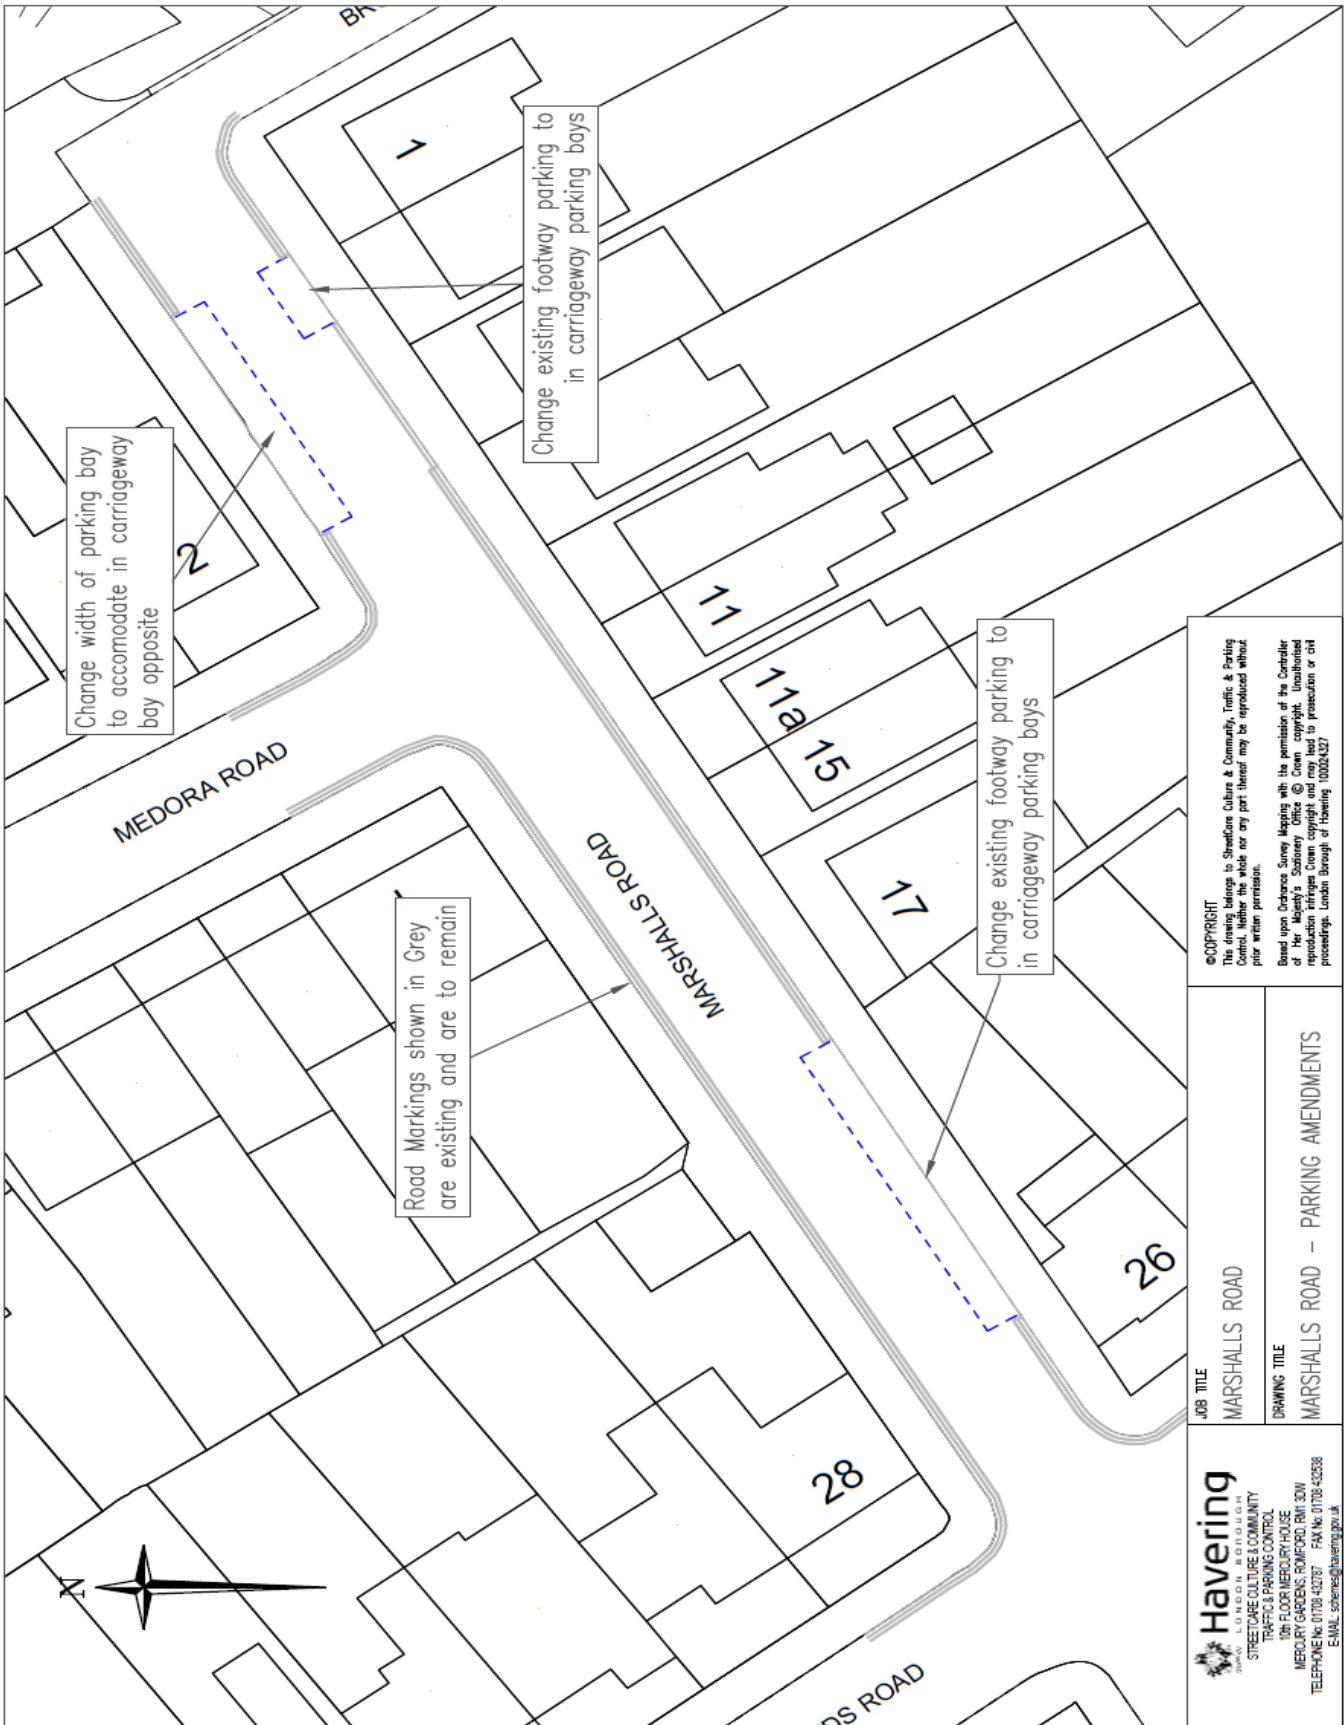 BR
1
Change existing footway parking to
in carriageway parking bays
Change width of parking bay
to accomodate in carriageway
bay opposite
2
MEDORA ROAD
11
11a
15
17
MARSHALLS ROAD
Change existing footway parking to
in carriageway parking bays
Road Markings shown in Grey
are existing and are to remain
26
28
N
DS ROAD
Havering
LONDON BOROUGH
STREETCARE CULTURE & COMMUNITY
TRAFFIC & PARKING CONTROL
10th FLOOR MERCURY HOUSE
MERCURY GARDENS, ROMFORD, RM1 3DW
TELEPHONE No: 01708 432787 FAX No: 01708 432538
E-MAIL: schemes@havering.gov.uk
JOB TITLE
MARSHALLS ROAD
DRAWING TITLE
MARSHALLS ROAD - PARKING AMENDMENTS
©COPYRIGHT
This drawing belongs to StreetCare Culture & Community, Traffic & Parking
Control. Neither the whole nor any part thereof may be reproduced without
prior written permission.
Based upon Ordnance Survey Mapping with the permission of the Controller
of Her Majesty's Stationery Office © Crown copyright. Unauthorised
reproduction infringes Crown copyright and may lead to prosecution or civil
proceedings. London Borough of Havering 100024327